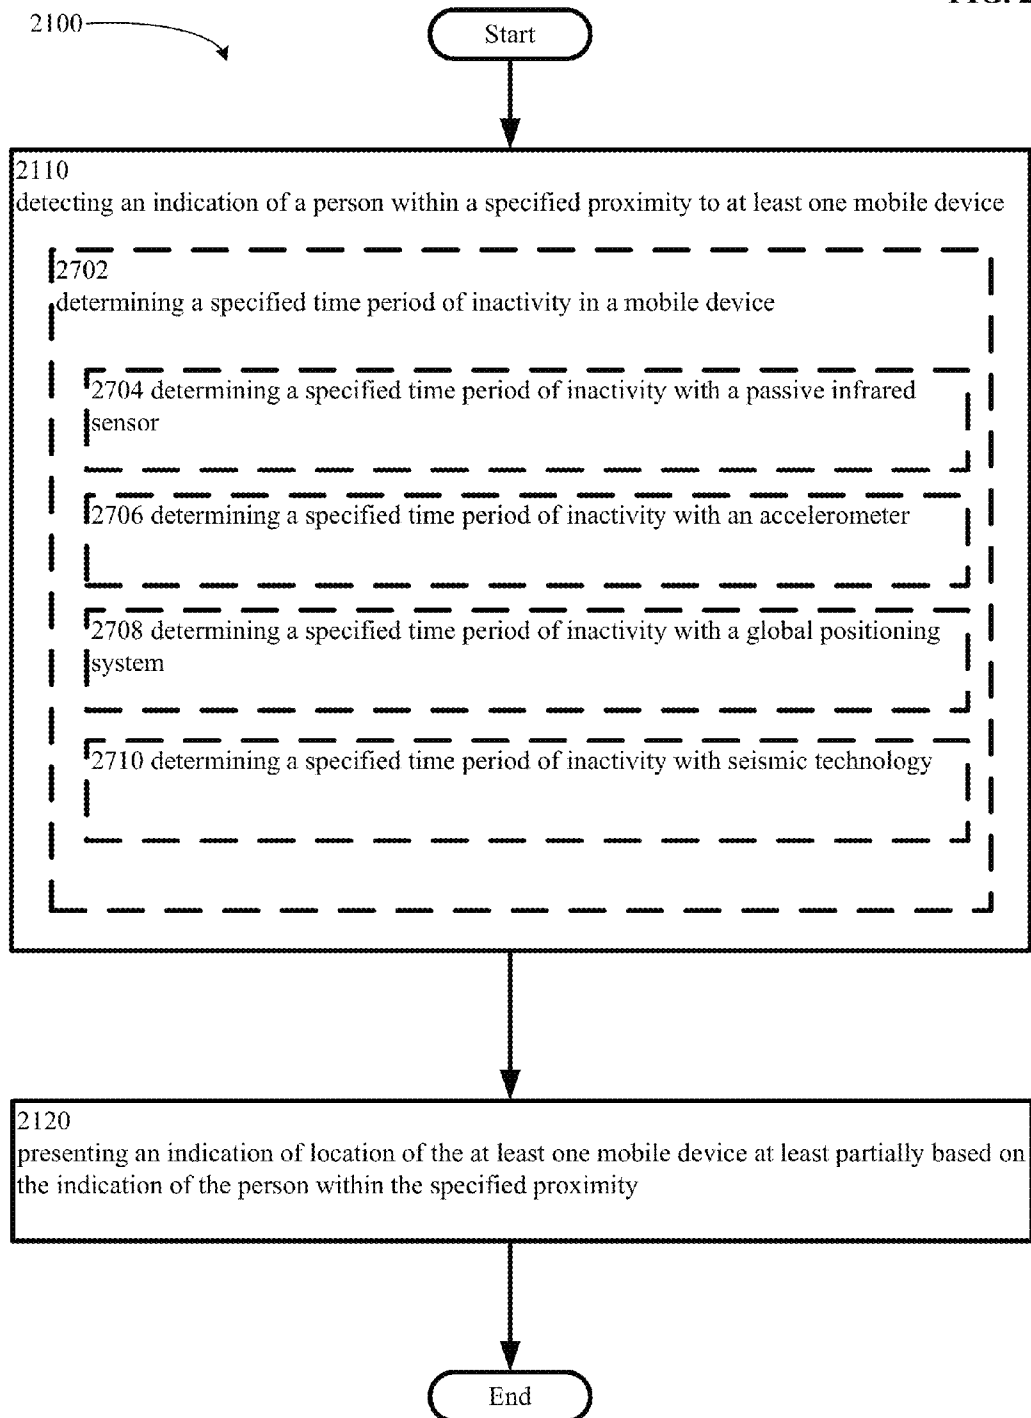 FIG. 2
2100
Start
2110
detecting an indication of a person within a specified proximity to at least one mobile device
2702
determining a specified time period of inactivity in a mobile device
2704 determining a specified time period of inactivity with a passive infrared
sensor
2706 determining a specified time period of inactivity with an accelerometer
2708 determining a specified time period of inactivity with a global positioning
system
2710 determining a specified time period of inactivity with seismic technology
2120
presenting an indication of location of the at least one mobile device at least partially based on
the indication of the person within the specified proximity
End